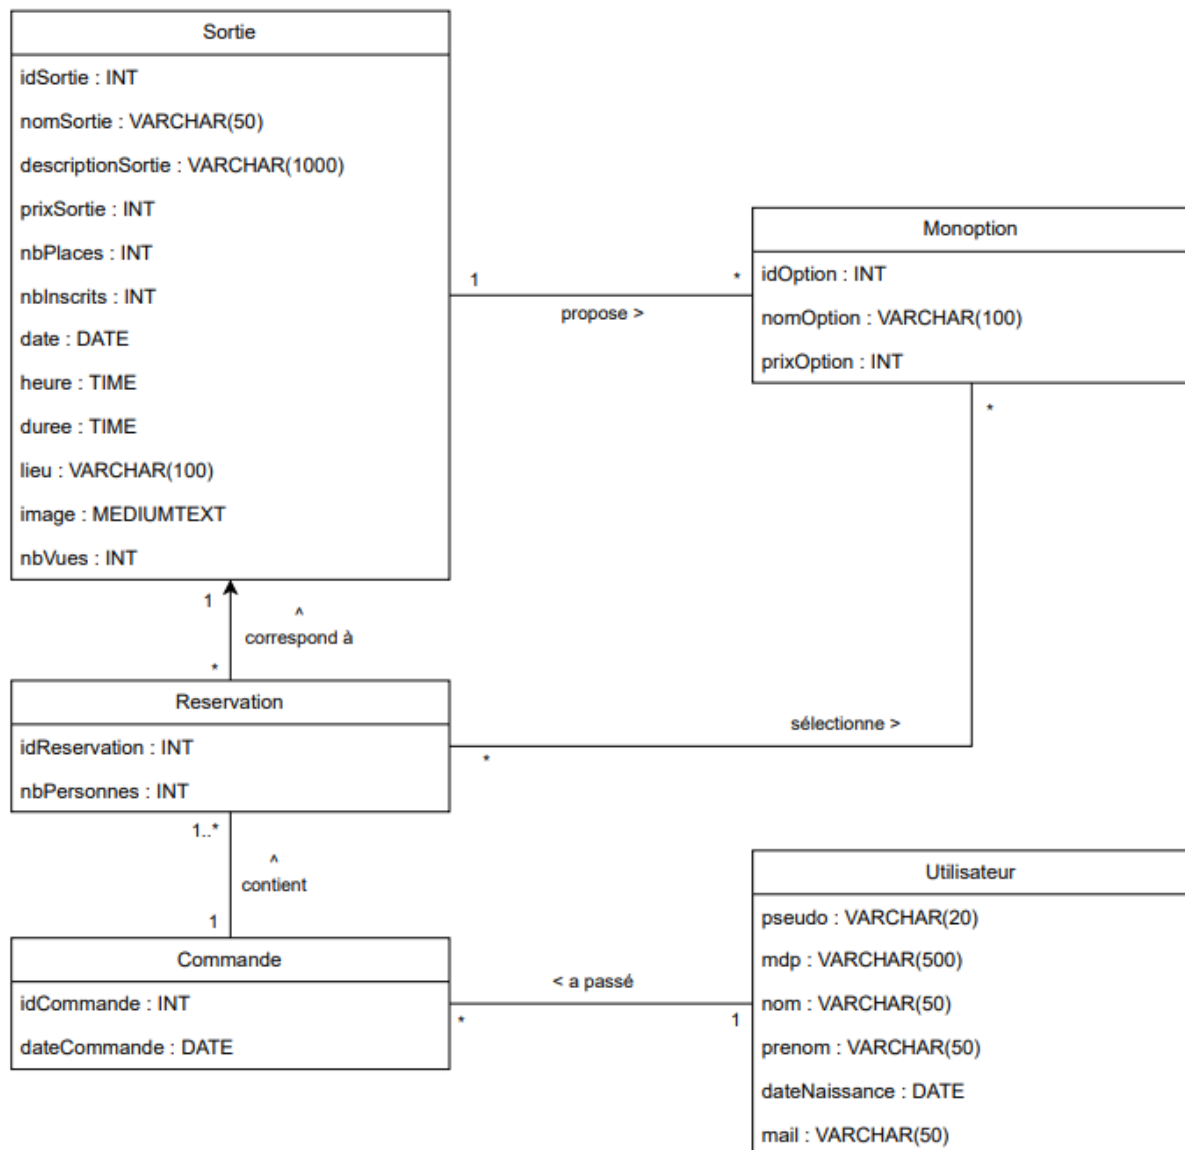 Sortie
idSortie : INT
nomSortie : VARCHAR(50)
descriptionSortie : VARCHAR(1000)
prixSortie : INT
nbPlaces : INT
nbInscrits : INT
date : DATE
heure : TIME
duree : TIME
lieu : VARCHAR(100)
image : MEDIUMTEXT
nbVues : INT
1
*
propose >
Monoption
idOption : INT
nomOption : VARCHAR(100)
prixOption : INT
*
1
^
correspond à
*
Reservation
idReservation : INT
nbPersonnes : INT
sélectionne >
*
1..*
^
contient
1
Commande
idCommande : INT
dateCommande : DATE
< a passé
*
1
Utilisateur
pseudo : VARCHAR(20)
mdp : VARCHAR(500)
nom : VARCHAR(50)
prenom : VARCHAR(50)
dateNaissance : DATE
mail : VARCHAR(50)